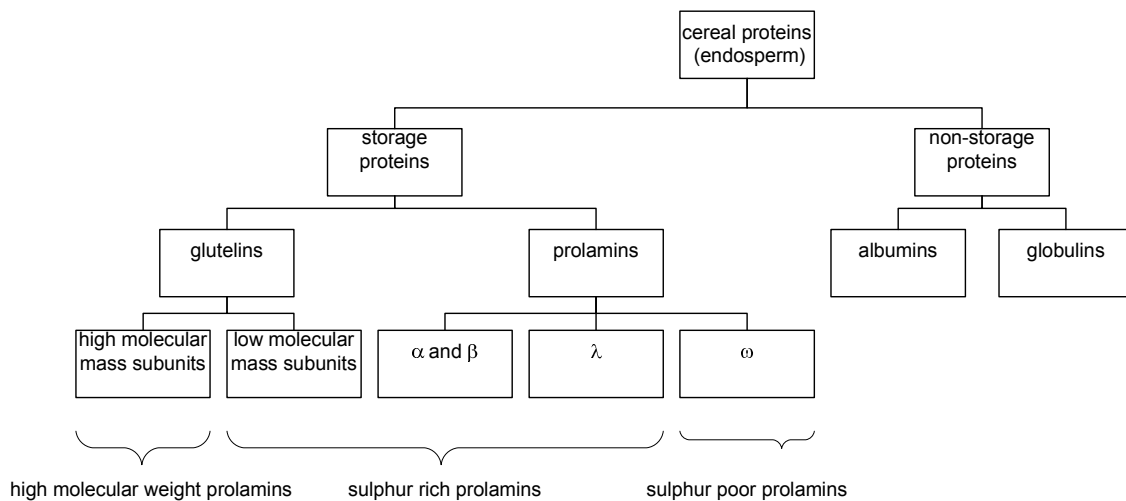 cereal proteins
(endosperm)
storage
proteins
non-storage
proteins
glutelins
prolamins
albumins
globulins
high molecular
mass subunits
low molecular
mass subunits
α and β
λ
ω
high molecular weight prolamins
sulphur rich prolamins
sulphur poor prolamins